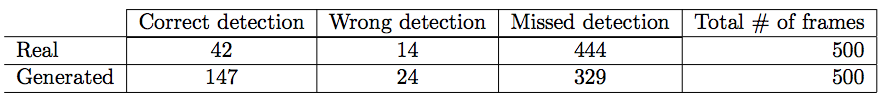 Correct detection Wrong detection Missed detection Total # of frames
Real 42 14 444 500
Generated 147 24 329 500